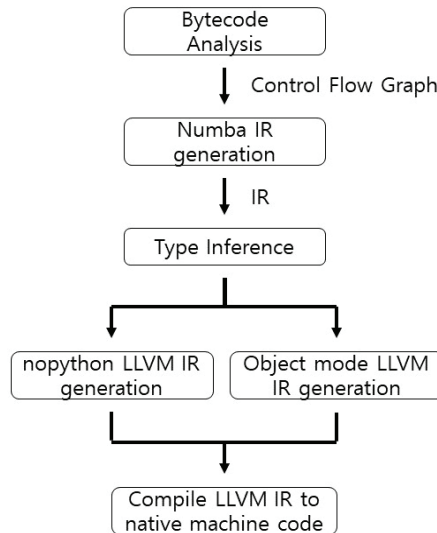 Bytecode
Analysis
Control Flow Graph
Numba IR
generation
IR
Type Inference
nopython LLVM IR
generation
Object mode LLVM
IR generation
Compile LLVM IR to
native machine code